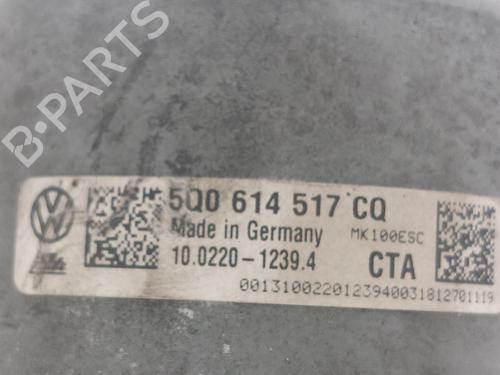 B-PARTS
5Q0 614 517 CQ
Made in Germany MK100ESC
10.0220-1239.4 CTA
0013100220123940031812701119